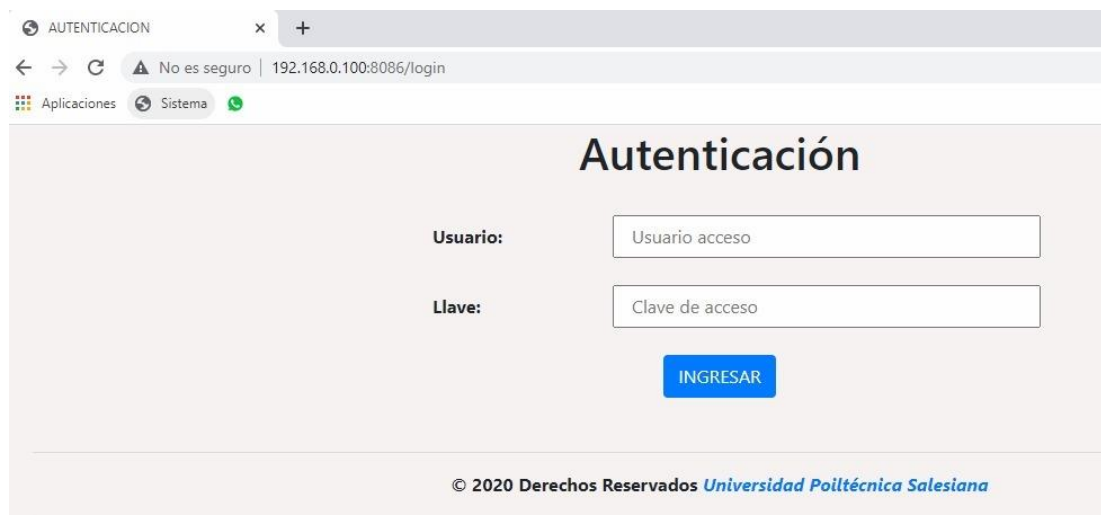 AUTENTICACION
No es seguro | 192.168.0.100:8086/login
Aplicaciones Sistema
Autenticación
Usuario: Usuario acceso
Llave: Clave de acceso
INGRESAR
© 2020 Derechos Reservados Universidad Poiltécnica Salesiana